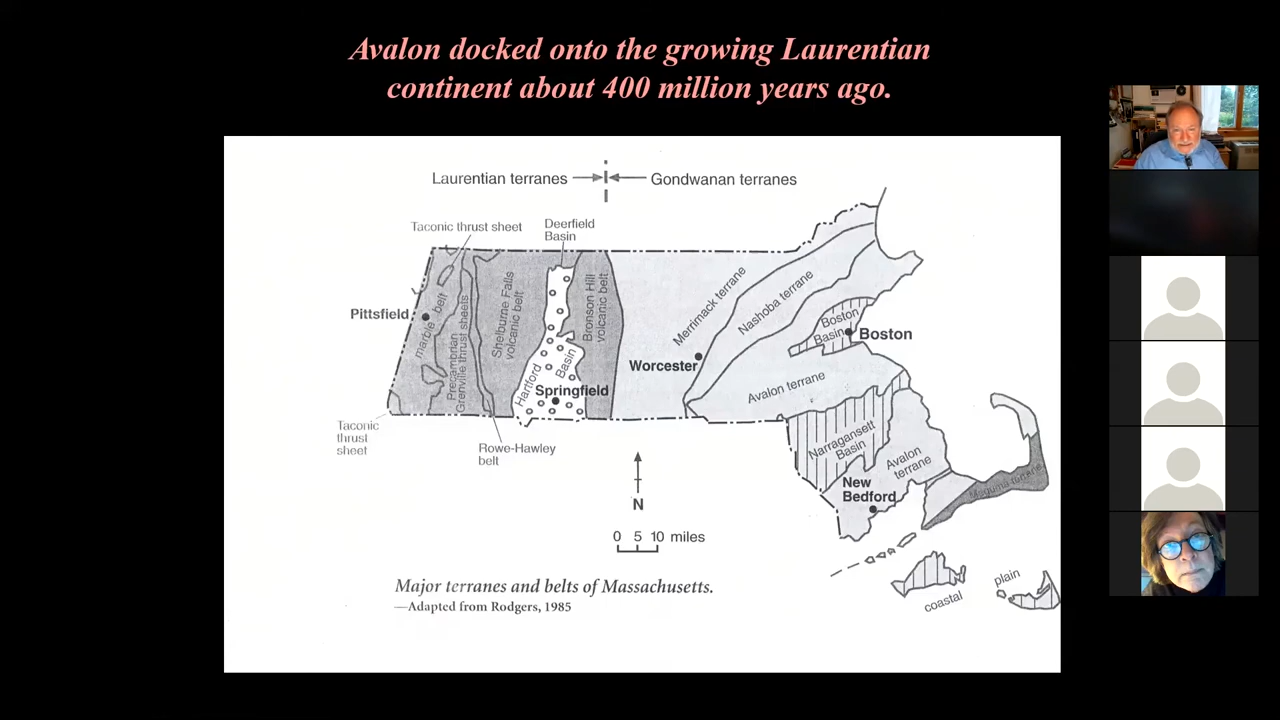 Avalon docked onto the growing Laurentian
continent about 400 million years ago.
Laurentian terranes
Gondwanan terranes
Taconic thrust sheet
Deerfield
Basin
Pittsfield
marble belt
Precambrian
Grenville thrust sheets
Shelburne Falls
volcanic belt
Hartford
Basin
Springfield
Bronson Hill
volcanic belt
Merrimack terrane
Nashoba terrane
Boston
Basin
Boston
Worcester
Avalon terrane
Taconic
thrust
sheet
Rowe-Hawley
belt
Narragansett
Basin
Avalon
terrane
New
Bedford
Meguma terrane
N
0 5 10 miles
coastal
plain
Major terranes and belts of Massachusetts.
—Adapted from Rodgers, 1985